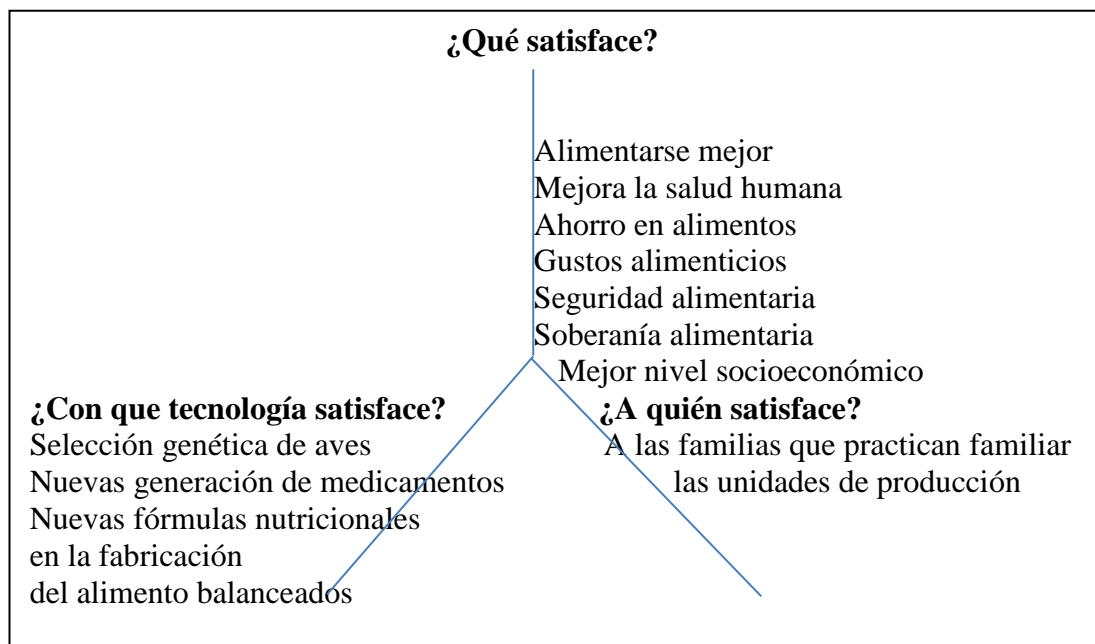 ¿Qué satisface?
Alimentarse mejor
Mejora la salud humana
Ahorro en alimentos
Gustos alimenticios
Seguridad alimentaria
Soberanía alimentaria
Mejor nivel socioeconómico
¿Con que tecnología satisface?
Selección genética de aves
Nuevas generación de medicamentos
Nuevas fórmulas nutricionales
en la fabricación
del alimento balanceados
¿A quién satisface?
A las familias que practican familiar
las unidades de producción